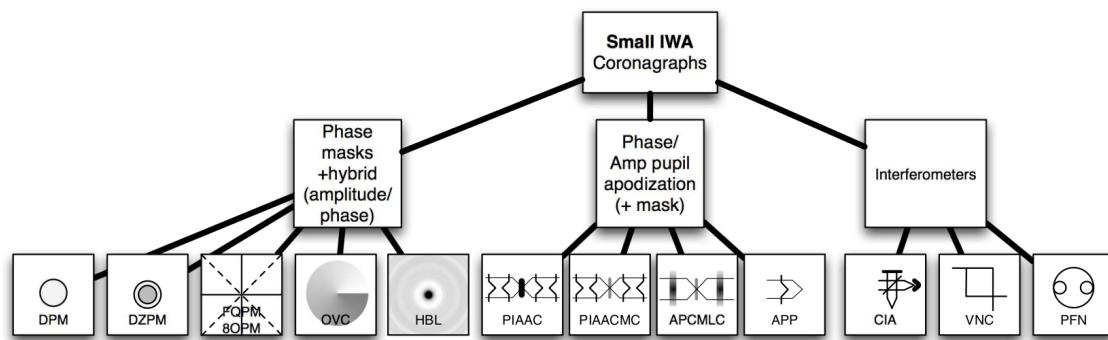 Small IWA
Coronagraphs
Phase
masks
+hybrid
(amplitude/
phase)
Phase/
Amp pupil
apodization
(+ mask)
Interferometers
DPM
DZPM
FQPM
8OPM
OVC
HBL
PIAAC
PIAACMC
APCMLC
APP
CIA
VNC
PFN